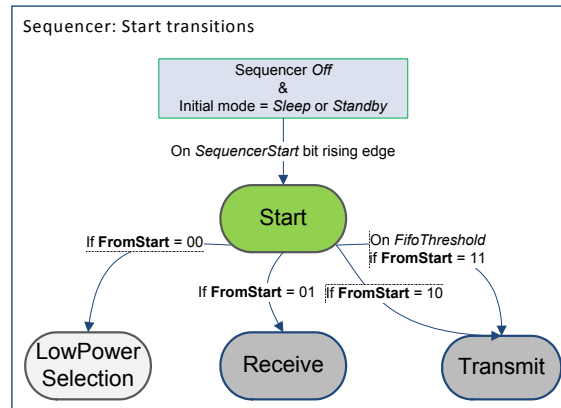 Sequencer: Start transitions
Sequencer Off
&
Initial mode = Sleep or Standby
On SequencerStart bit rising edge
Start
If FromStart = 00
On FifoThreshold
if FromStart = 11
If FromStart = 01
If FromStart = 10
LowPower
Selection
Receive
Transmit